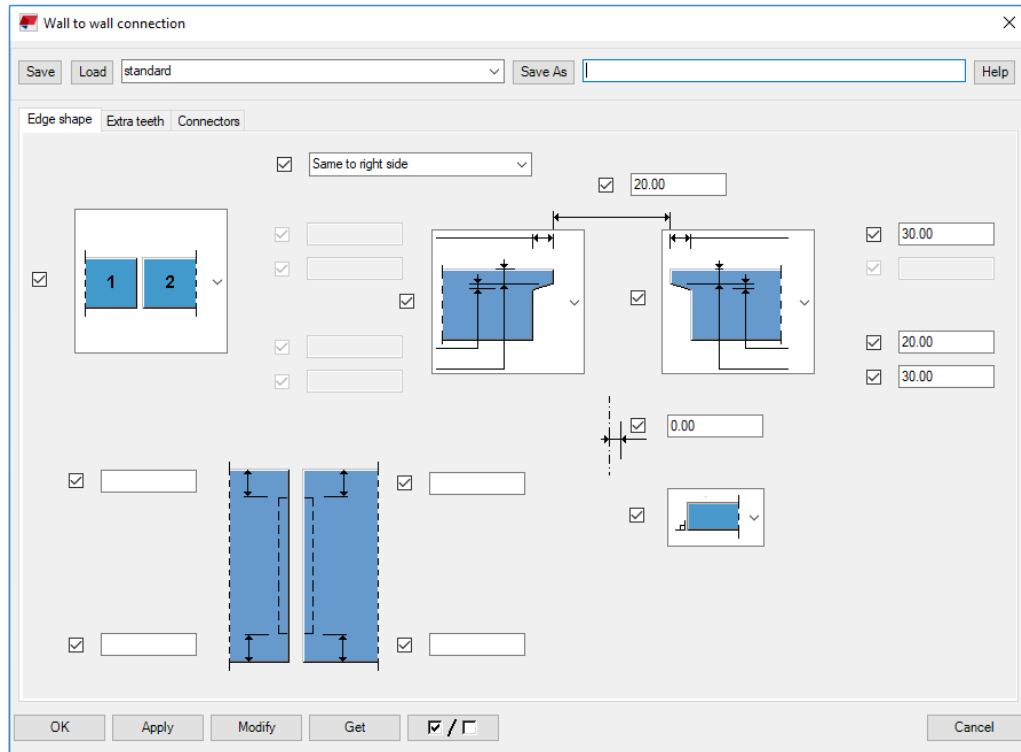 Wall to wall connection
Save Load standard Save As Help
Edge shape Extra teeth Connectors
Same to right side
20.00
30.00
1 2
20.00
30.00
0.00
OK Apply Modify Get / Cancel